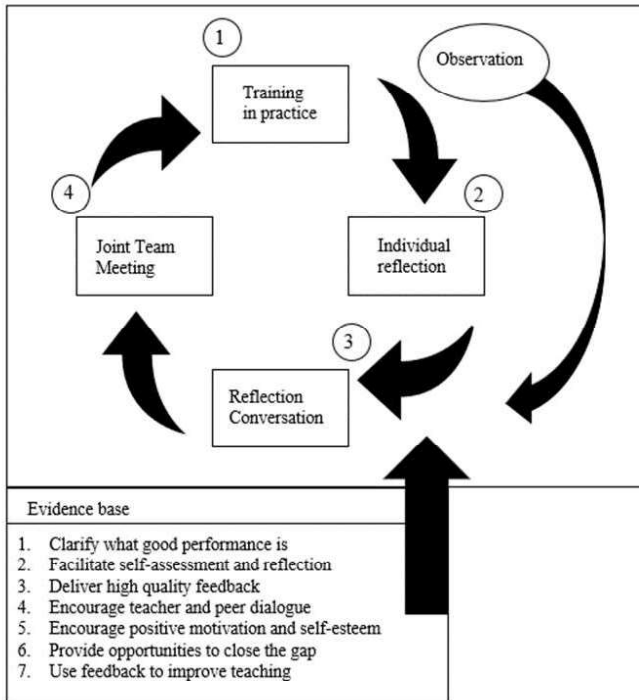 1
Training
in practice
Observation
2
Individual
reflection
3
Reflection
Conversation
4
Joint Team
Meeting
Evidence base
1. Clarify what good performance is
2. Facilitate self-assessment and reflection
3. Deliver high quality feedback
4. Encourage teacher and peer dialogue
5. Encourage positive motivation and self-esteem
6. Provide opportunities to close the gap
7. Use feedback to improve teaching